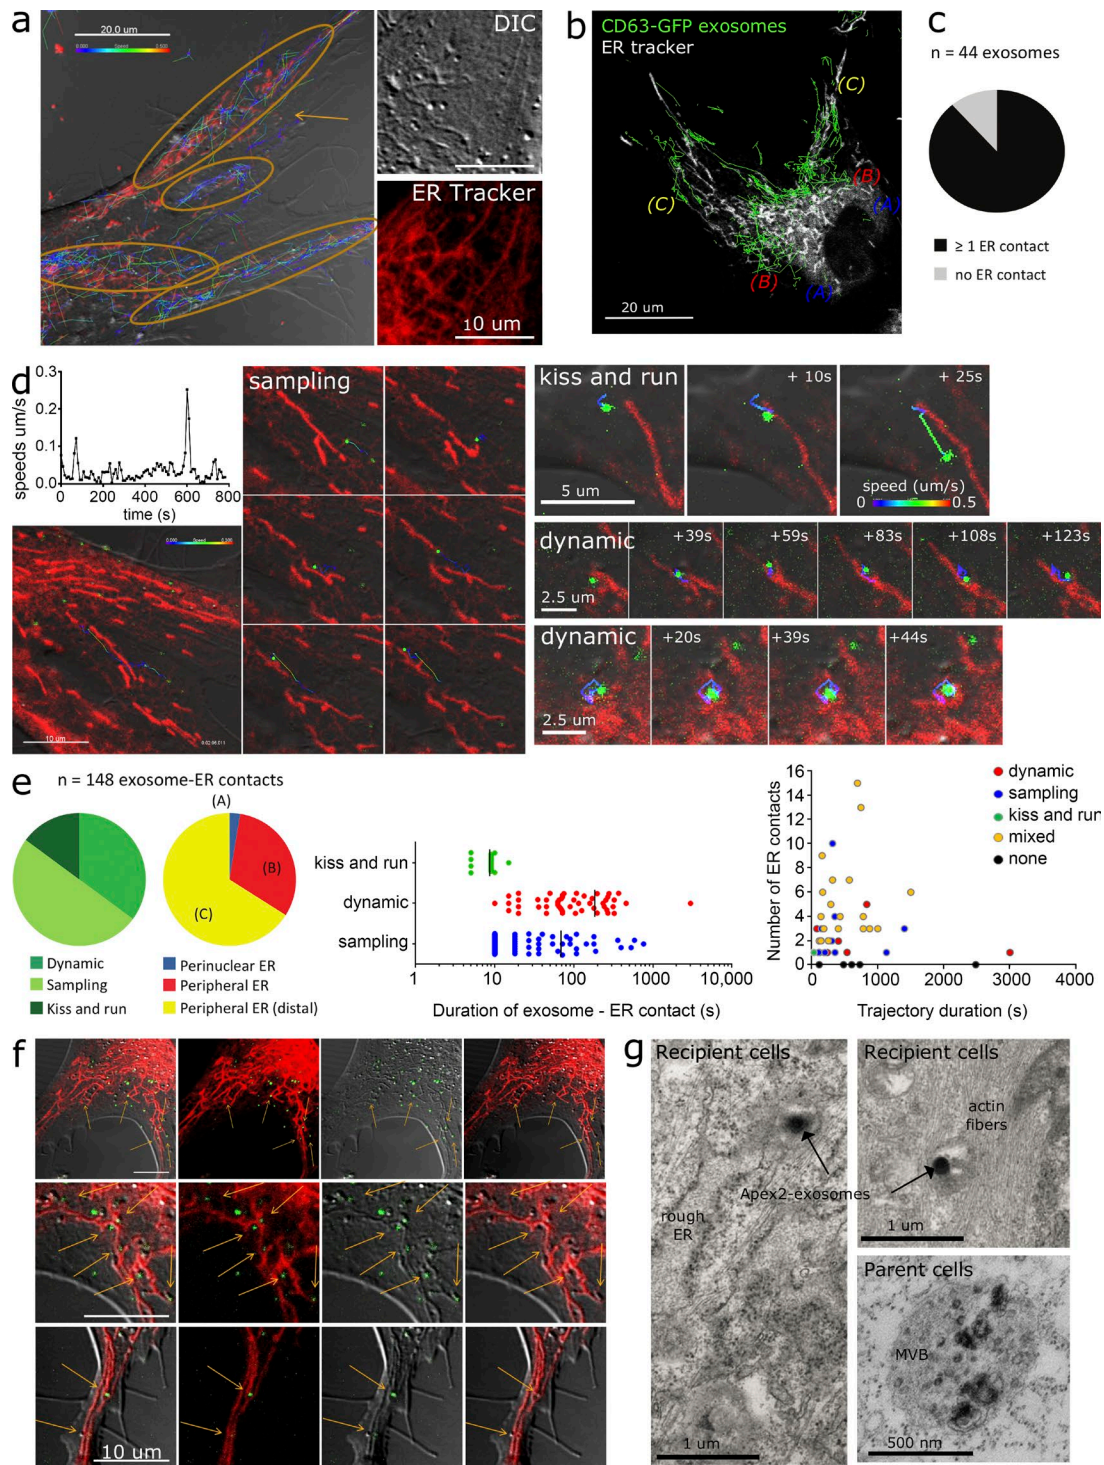 a
20.0 um
Speed
DIC
ER Tracker
10 um
b
CD63-GFP exosomes
ER tracker
(C)
(B)
(A)
(C)
(B)
(A)
20 um
c
n = 44 exosomes
≥ 1 ER contact
no ER contact
d
speeds um/s
0.3
0.2
0.1
0.0
0 200 400 600 800
time (s)
Speed
10 um
sampling
kiss and run
+ 10s
+ 25s
5 um
speed (um/s)
0 0.5
dynamic
+39s
+59s
+83s
+108s
+123s
2.5 um
dynamic
+20s
+39s
+44s
2.5 um
e
n = 148 exosome-ER contacts
(A)
(B)
(C)
Dynamic
Sampling
Kiss and run
Perinuclear ER
Peripheral ER
Peripheral ER (distal)
kiss and run
dynamic
sampling
1 10 100 1000 10,000
Duration of exosome - ER contact (s)
Number of ER contacts
16
14
12
10
8
6
4
2
0
0 1000 2000 3000 4000
Trajectory duration (s)
dynamic
sampling
kiss and run
mixed
none
f
10 um
g
Recipient cells
Apex2-exosomes
rough
ER
1 um
Recipient cells
actin
fibers
1 um
Parent cells
MVB
500 nm